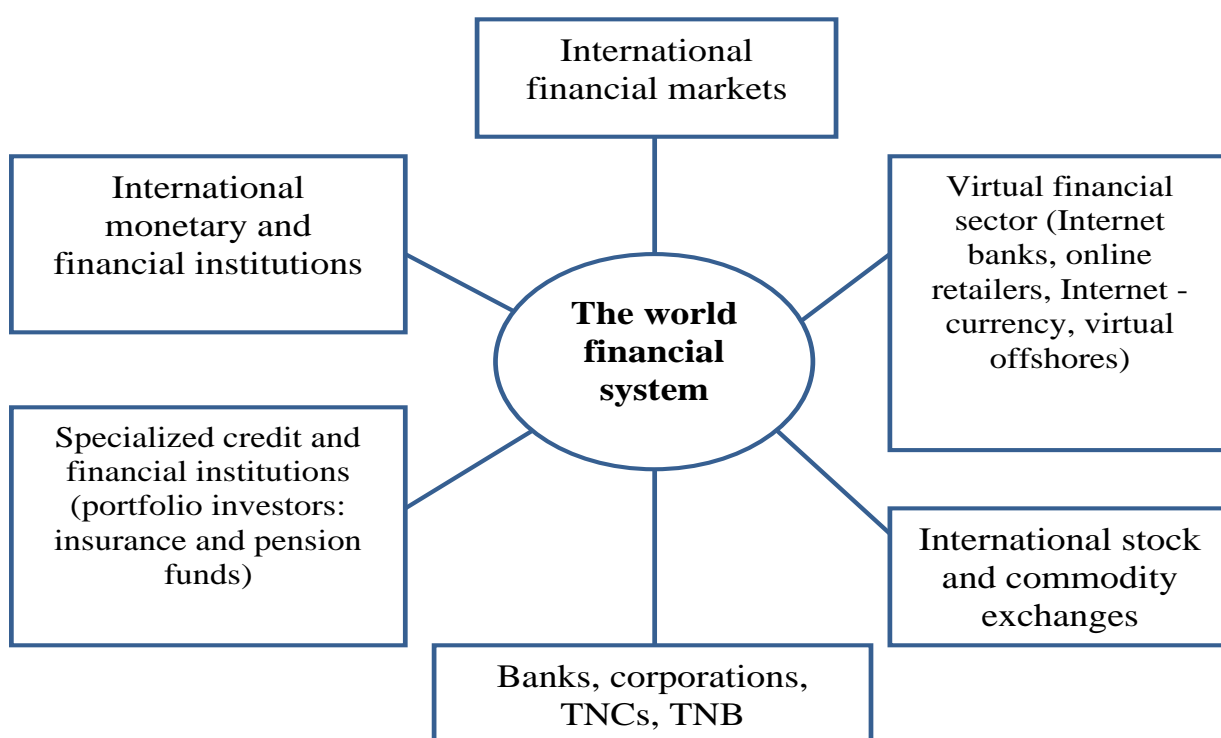 International
financial markets
International
monetary and
financial institutions
Virtual financial
sector (Internet
banks, online
retailers, Internet -
currency, virtual
offshores)
The world
financial
system
Specialized credit and
financial institutions
(portfolio investors:
insurance and pension
funds)
International stock
and commodity
exchanges
Banks, corporations,
TNCs, TNB